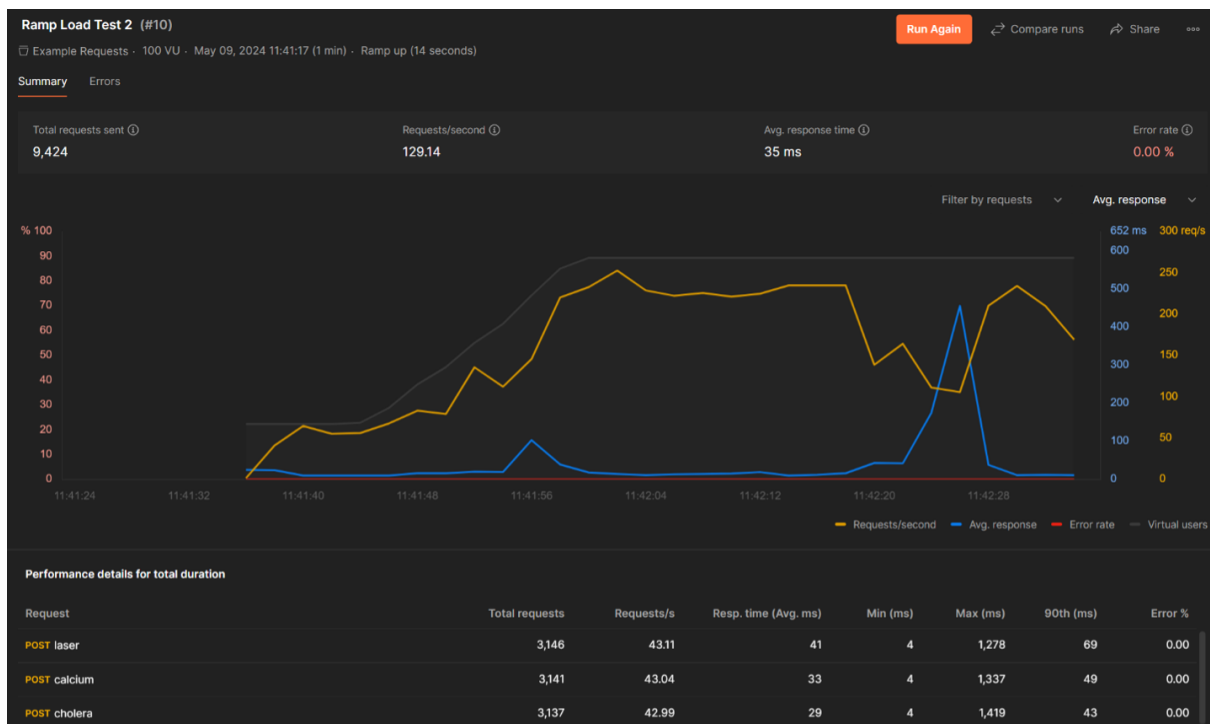 Ramp Load Test 2 (#10)
Run Again
Compare runs
Share
Example Requests · 100 VU · May 09, 2024 11:41:17 (1 min) · Ramp up (14 seconds)
Summary Errors
Total requests sent Requests/second Avg. response time Error rate
9,424 129.14 35 ms 0.00 %
Filter by requests Avg. response
% 100
90
80
70
60
50
40
30
20
10
0
652 ms
600
500
400
300
200
100
0
300 req/s
250
200
150
100
50
0
11:41:24 11:41:32 11:41:40 11:41:48 11:41:56 11:42:04 11:42:12 11:42:20 11:42:28
Requests/second Avg. response Error rate Virtual users
Performance details for total duration
Request Total requests Requests/s Resp. time (Avg. ms) Min (ms) Max (ms) 90th (ms) Error %
POST laser 3,146 43.11 41 4 1,278 69 0.00
POST calcium 3,141 43.04 33 4 1,337 49 0.00
POST cholera 3,137 42.99 29 4 1,419 43 0.00